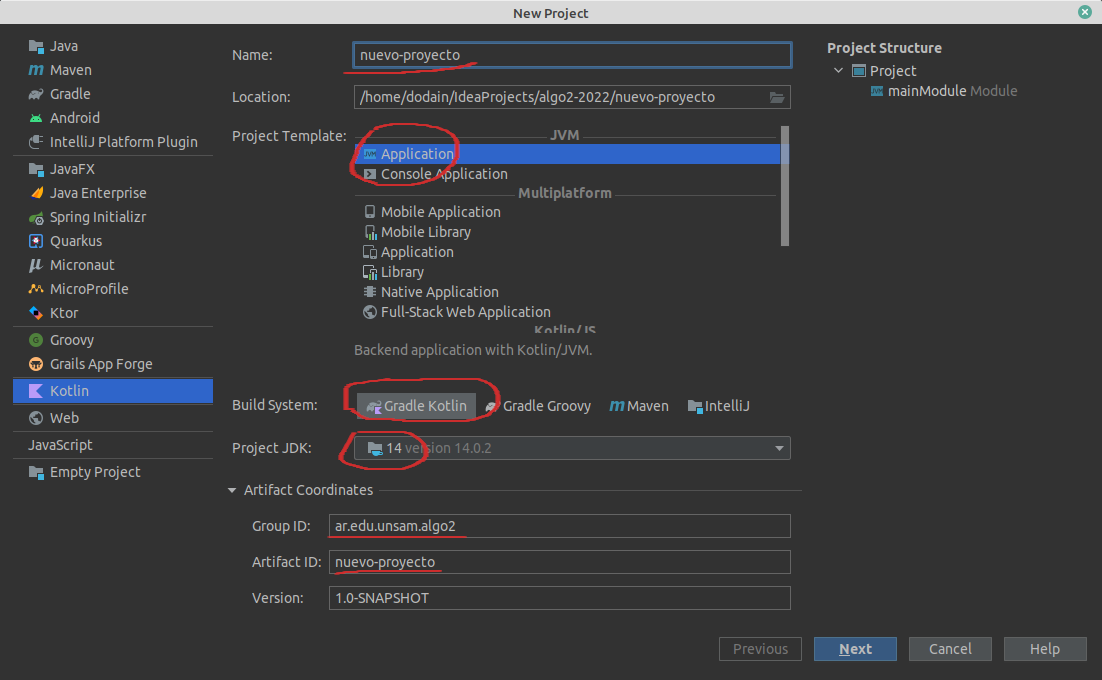 New Project
Java
Maven
Gradle
Android
IntelliJ Platform Plugin
JavaFX
Java Enterprise
Spring Initializr
Quarkus
Micronaut
MicroProfile
Ktor
Groovy
Grails App Forge
Kotlin
Web
JavaScript
Empty Project
Name: nuevo-proyecto
Location: /home/dodain/IdeaProjects/algo2-2022/nuevo-proyecto
Project Template:
JVM
Application
Console Application
Multiplatform
Mobile Application
Mobile Library
Application
Library
Native Application
Full-Stack Web Application
Kotlin/JS
Backend application with Kotlin/JVM.
Build System: Gradle Kotlin Gradle Groovy Maven IntelliJ
Project JDK: 14 version 14.0.2
Artifact Coordinates
Group ID: ar.edu.unsam.algo2
Artifact ID: nuevo-proyecto
Version: 1.0-SNAPSHOT
Project Structure
Project
mainModule Module
Previous Next Cancel Help